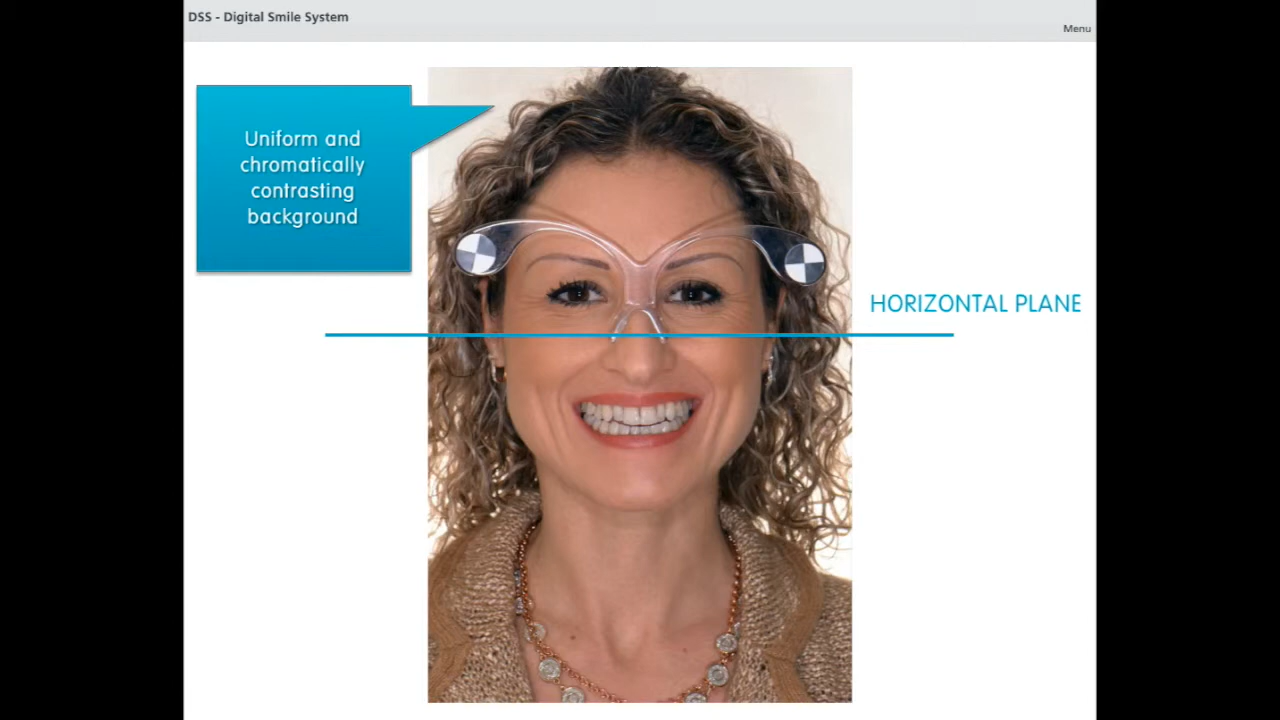 DSS - Digital Smile System
Menu
Uniform and
chromatically
contrasting
background
HORIZONTAL PLANE